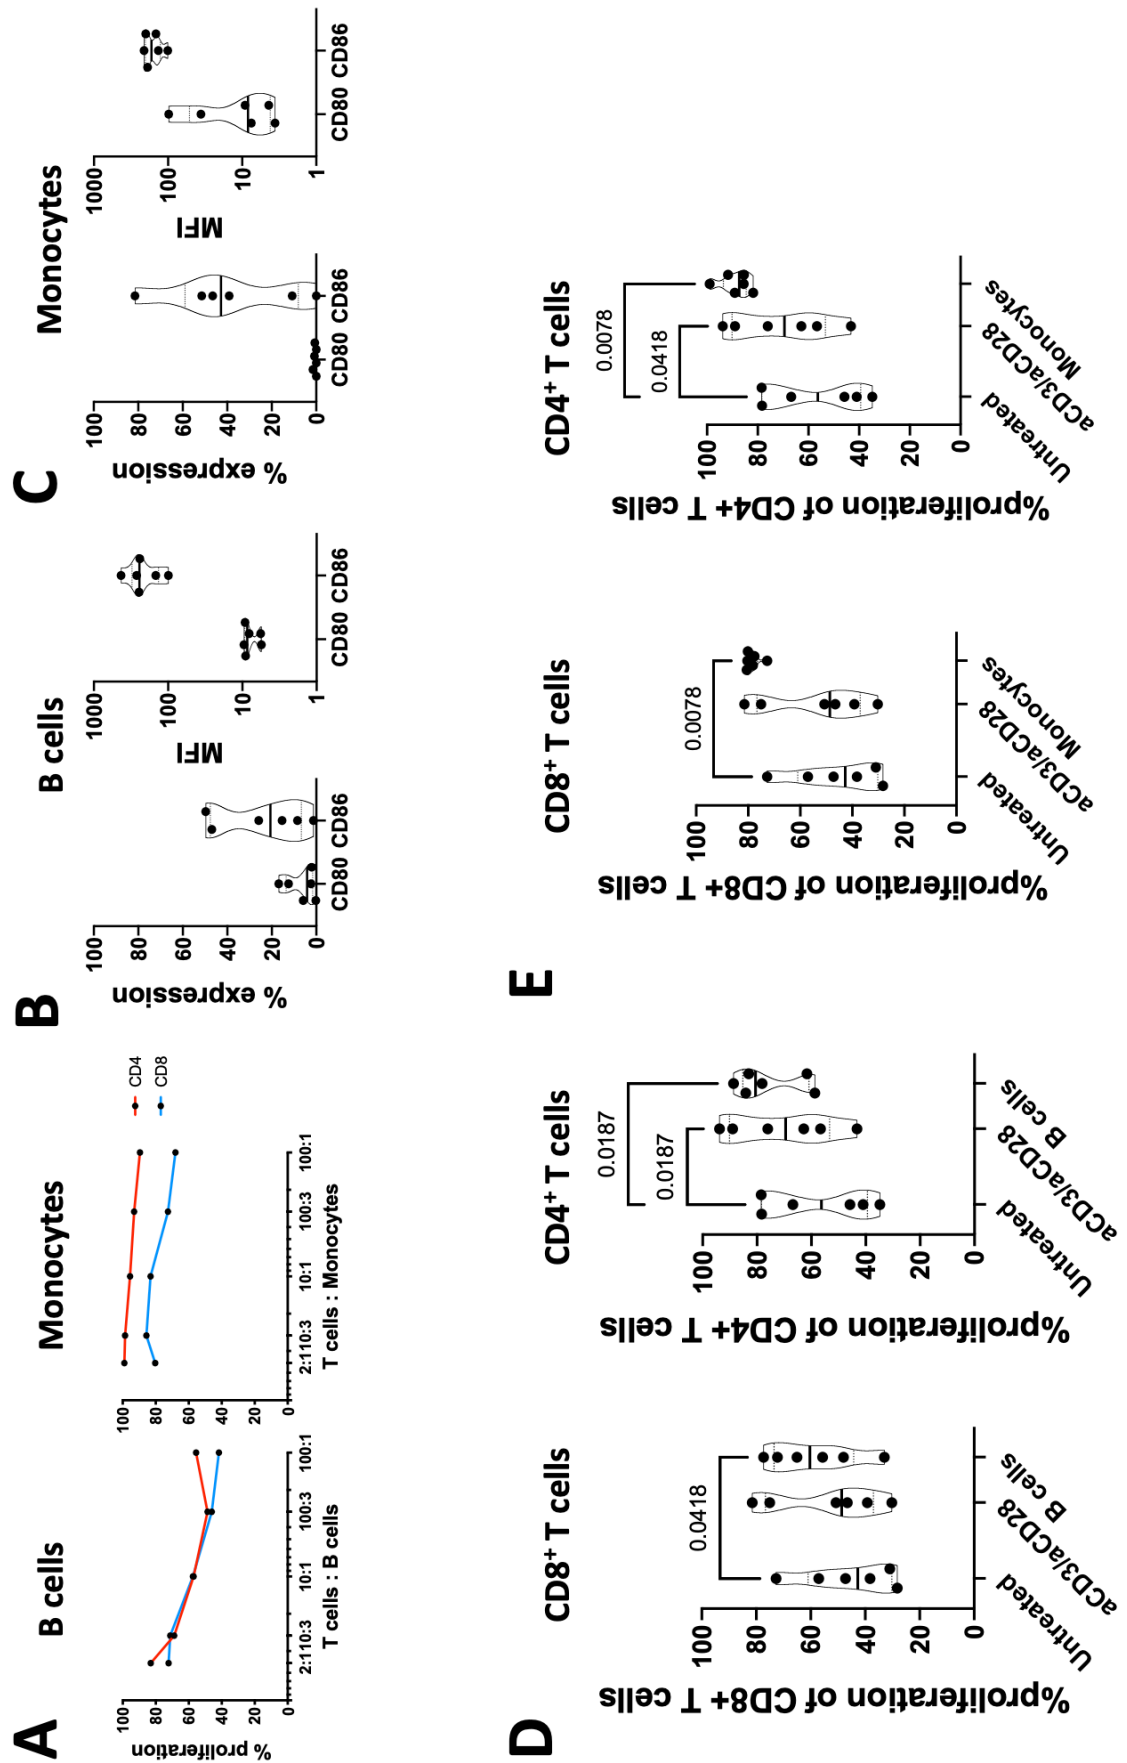 A
B cells
% proliferation
100
80
60
40
20
0
2:1
10:3
10:1
100:3
100:1
T cells : B cells
Monocytes
100
80
60
40
20
0
2:1
10:3
10:1
100:3
100:1
T cells : Monocytes
CD4
CD8
B
B cells
% expression
100
80
60
40
20
0
CD80 CD86
MFI
1000
100
10
1
CD80 CD86
C
Monocytes
% expression
100
80
60
40
20
0
CD80 CD86
MFI
1000
100
10
1
CD80 CD86
D
CD8+ T cells
%proliferation of CD8+ T cells
100
80
60
40
20
0
0.0418
Untreated
aCD3/aCD28
B cells
CD4+ T cells
%proliferation of CD4+ T cells
100
80
60
40
20
0
0.0187
0.0187
Untreated
aCD3/aCD28
B cells
E
CD8+ T cells
%proliferation of CD8+ T cells
100
80
60
40
20
0
0.0078
Untreated
aCD3/aCD28
Monocytes
CD4+ T cells
%proliferation of CD4+ T cells
100
80
60
40
20
0
0.0078
0.0418
Untreated
aCD3/aCD28
Monocytes